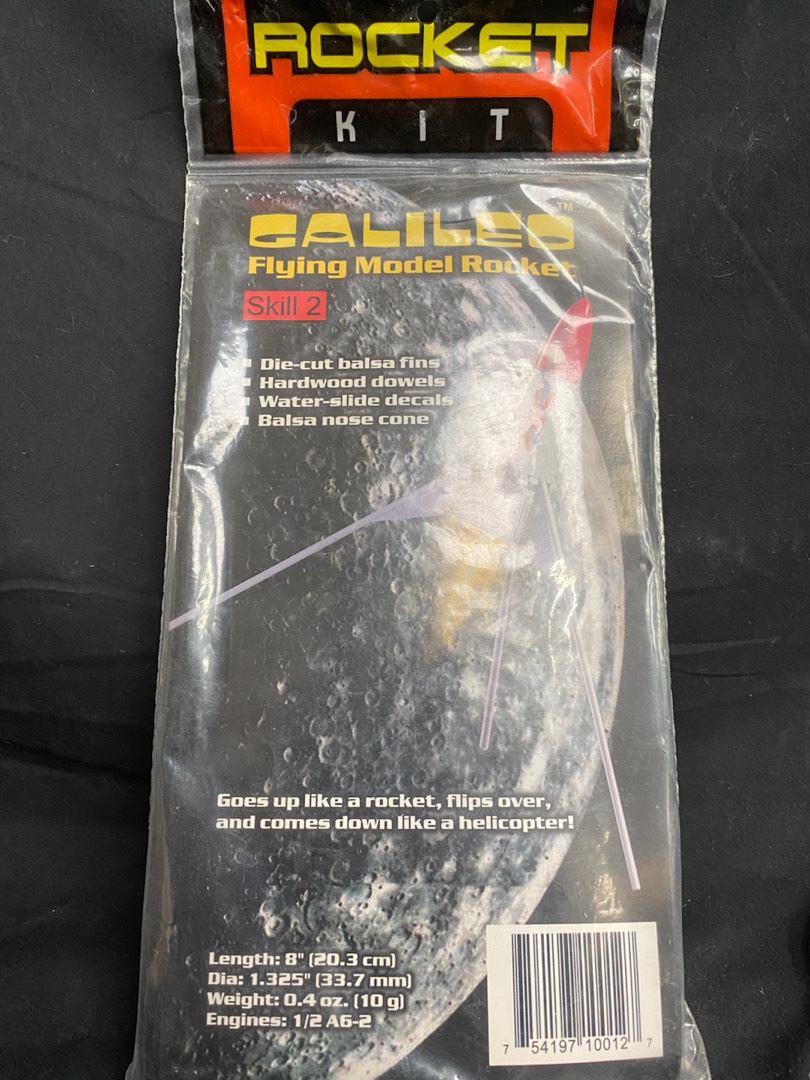 ROCKET
KIT
GALILEO™
Flying Model Rocket
Skill 2
▪ Die-cut balsa fins
▪ Hardwood dowels
▪ Water-slide decals
▪ Balsa nose cone
Goes up like a rocket, flips over,
and comes down like a helicopter!
Length: 8" (20.3 cm)
Dia: 1.325" (33.7 mm)
Weight: 0.4 oz. (10 g)
Engines: 1/2 A6-2
7 54197 10012 7